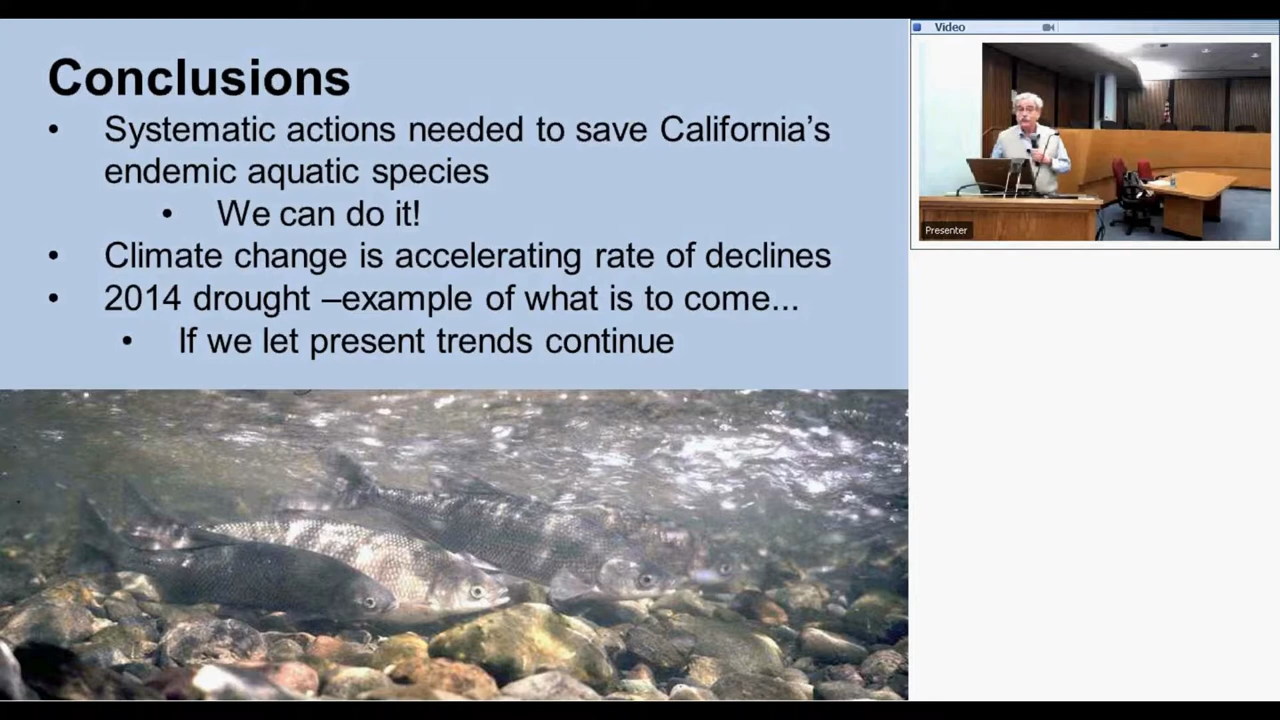 Conclusions
• Systematic actions needed to save California’s
endemic aquatic species
• We can do it!
• Climate change is accelerating rate of declines
• 2014 drought –example of what is to come...
• If we let present trends continue
Video
Presenter